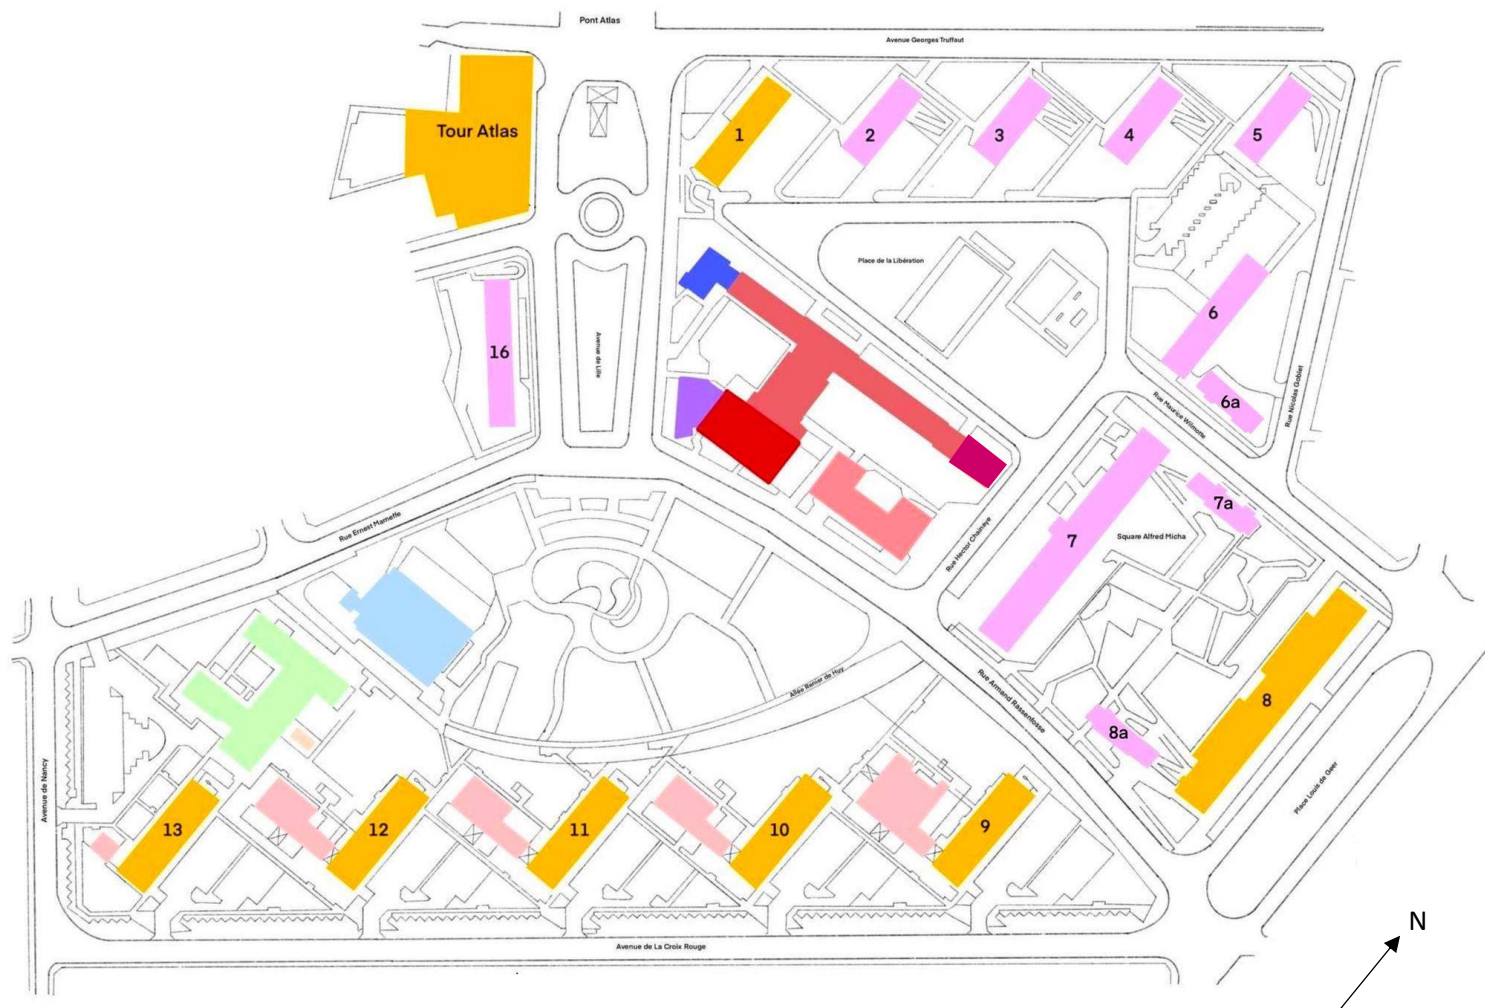 Pont Atlas
Avenue Georges Truffaut
Tour Atlas
1
2
3
4
5
Place de la Libération
6
16
Avenue de Lille
6a
Rue Nicolas Goblet
Rue Maurice Wilmotte
7a
Rue Ernest Marneffe
Rue Hector Chainaye
7
Square Alfred Micha
Allée Renier de Huy
Rue Armand Rassenfosse
8
8a
Avenue de Nancy
Place Louis de Geer
13
12
11
10
9
N
Avenue de La Croix Rouge